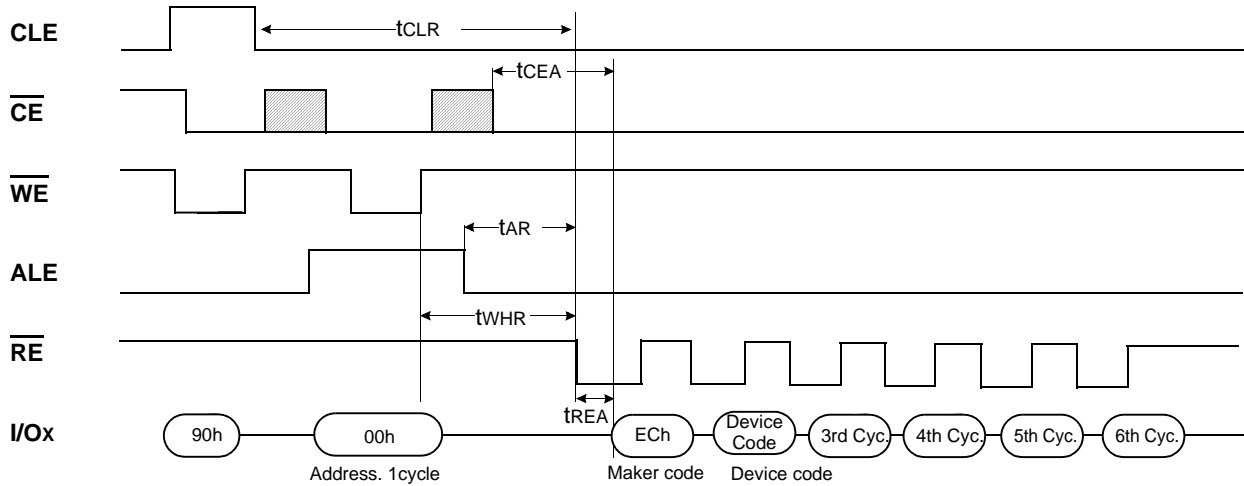 CLE
tCLR
tCEA
CE
WE
tAR
ALE
tWHR
RE
tREA
I/Ox
90h
00h
ECh
Device
Code
3rd Cyc.
4th Cyc.
5th Cyc.
6th Cyc.
Address. 1cycle
Maker code
Device code